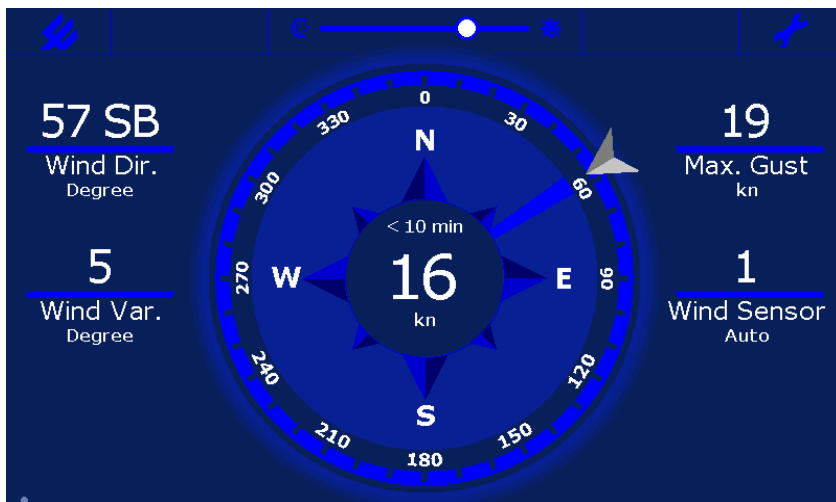 57 SB
Wind Dir.
Degree
5
Wind Var.
Degree
0
30
60
90
120
150
180
210
240
270
300
330
N
E
S
W
< 10 min
16
kn
19
Max. Gust
kn
1
Wind Sensor
Auto